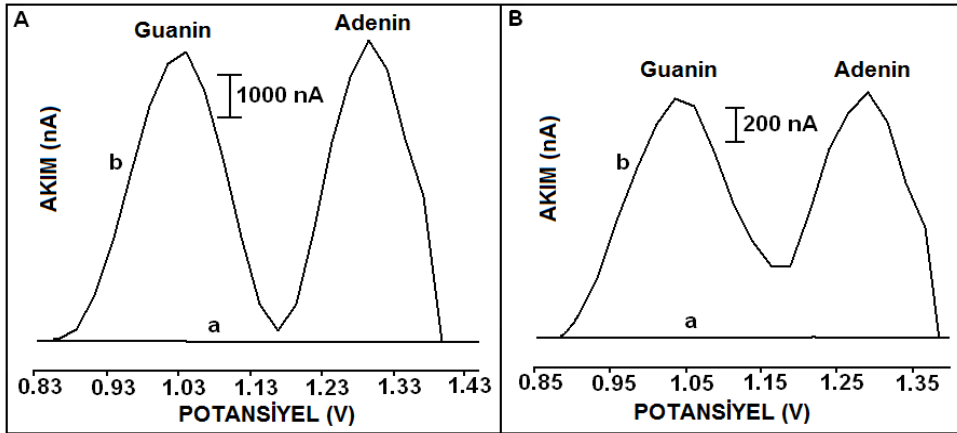 A
Guanin
Adenin
1000 nA
AKIM (nA)
b
a
0.83 0.93 1.03 1.13 1.23 1.33 1.43
POTANSİYEL (V)
B
Guanin
Adenin
200 nA
AKIM (nA)
b
a
0.85 0.95 1.05 1.15 1.25 1.35
POTANSİYEL (V)